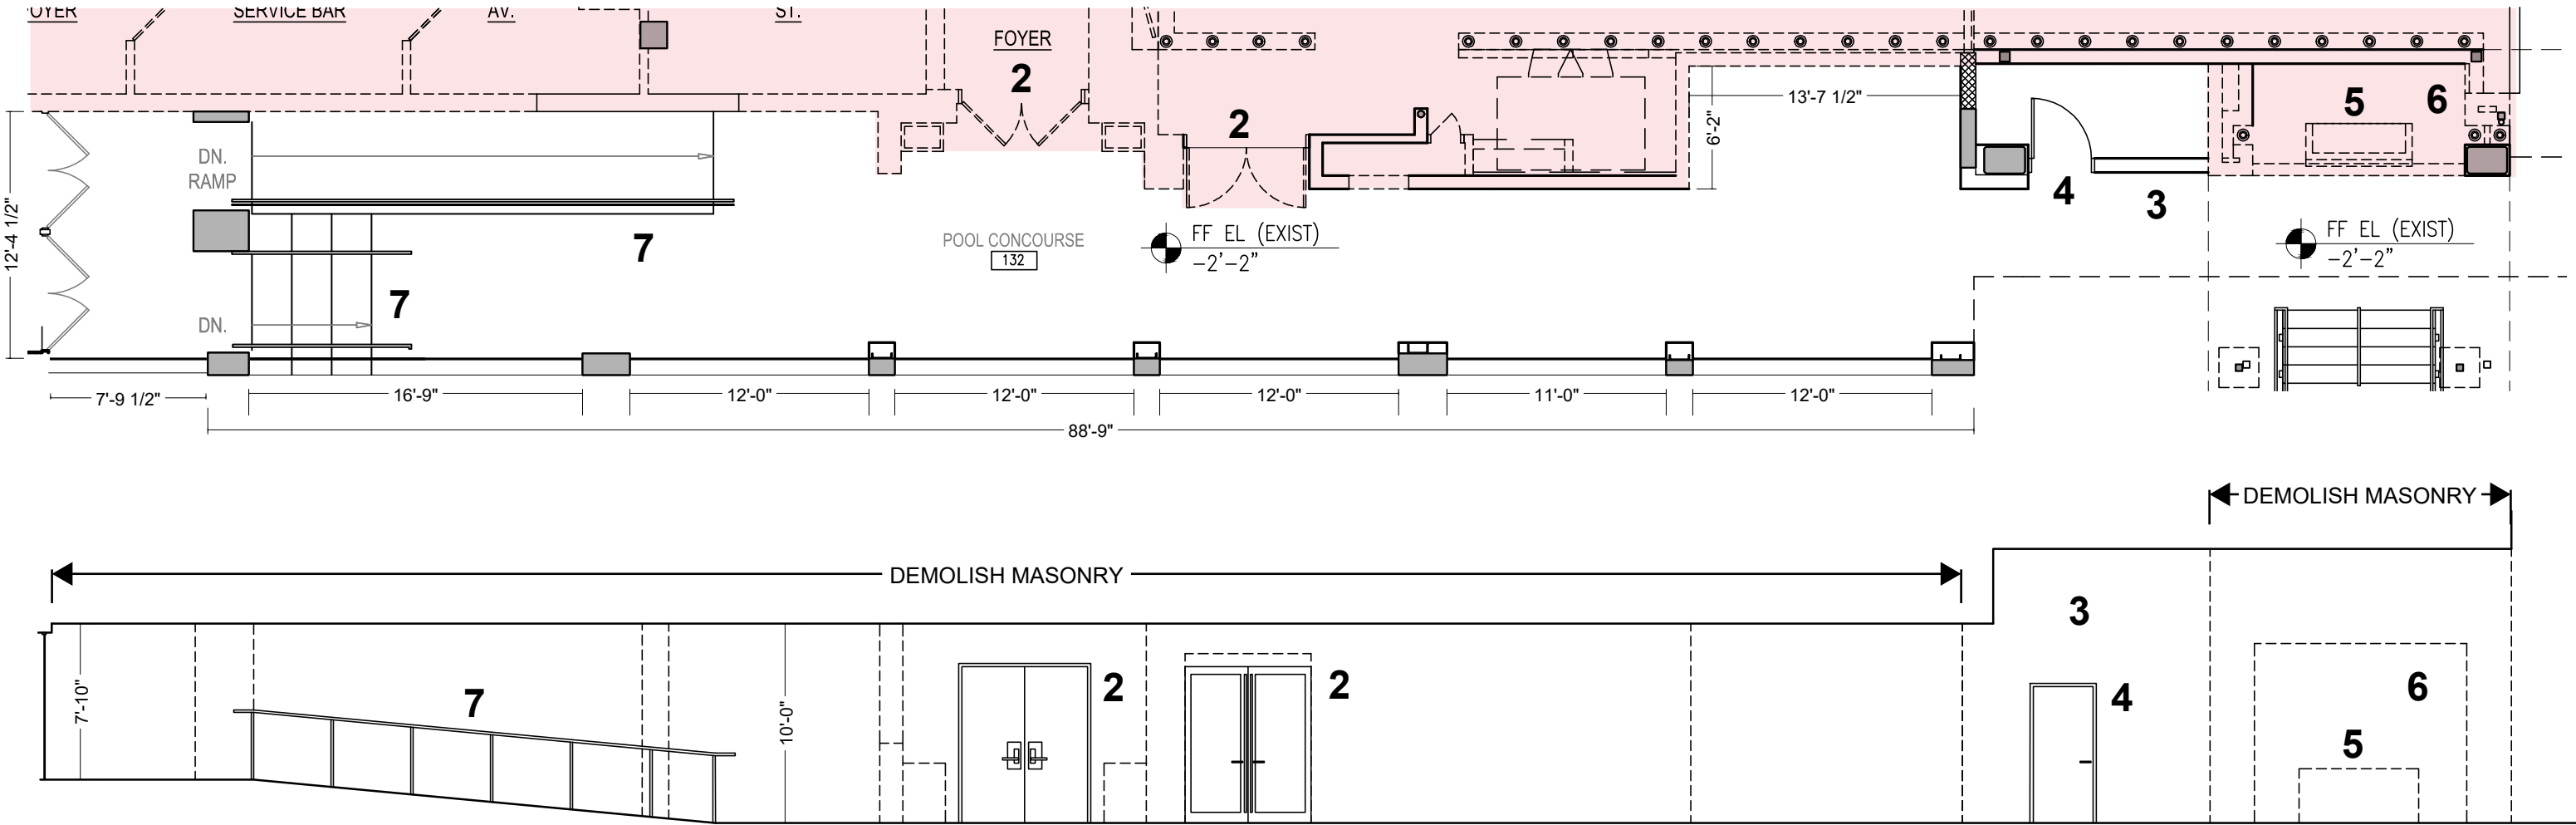 SERVICE BAR
AV.
ST.
FOYER
2
2
13'-7 1/2"
6'-2"
5
6
4
3
DN.
RAMP
12'-4 1/2"
7
POOL CONCOURSE
132
FF EL (EXIST)
-2'-2"
FF EL (EXIST)
-2'-2"
7
DN.
7'-9 1/2"
16'-9"
12'-0"
12'-0"
12'-0"
11'-0"
12'-0"
88'-9"
DEMOLISH MASONRY
DEMOLISH MASONRY
3
7'-10"
7
10'-0"
2
2
4
6
5